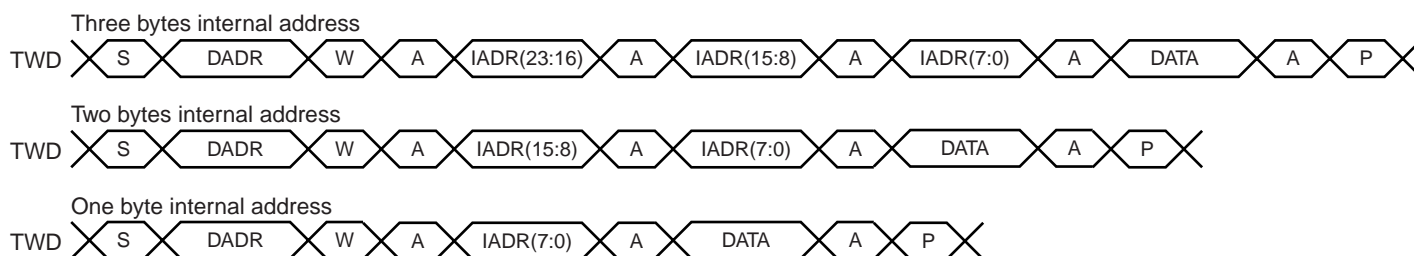 Three bytes internal address
TWD S DADR W A IADR(23:16) A IADR(15:8) A IADR(7:0) A DATA A P
Two bytes internal address
TWD S DADR W A IADR(15:8) A IADR(7:0) A DATA A P
One byte internal address
TWD S DADR W A IADR(7:0) A DATA A P